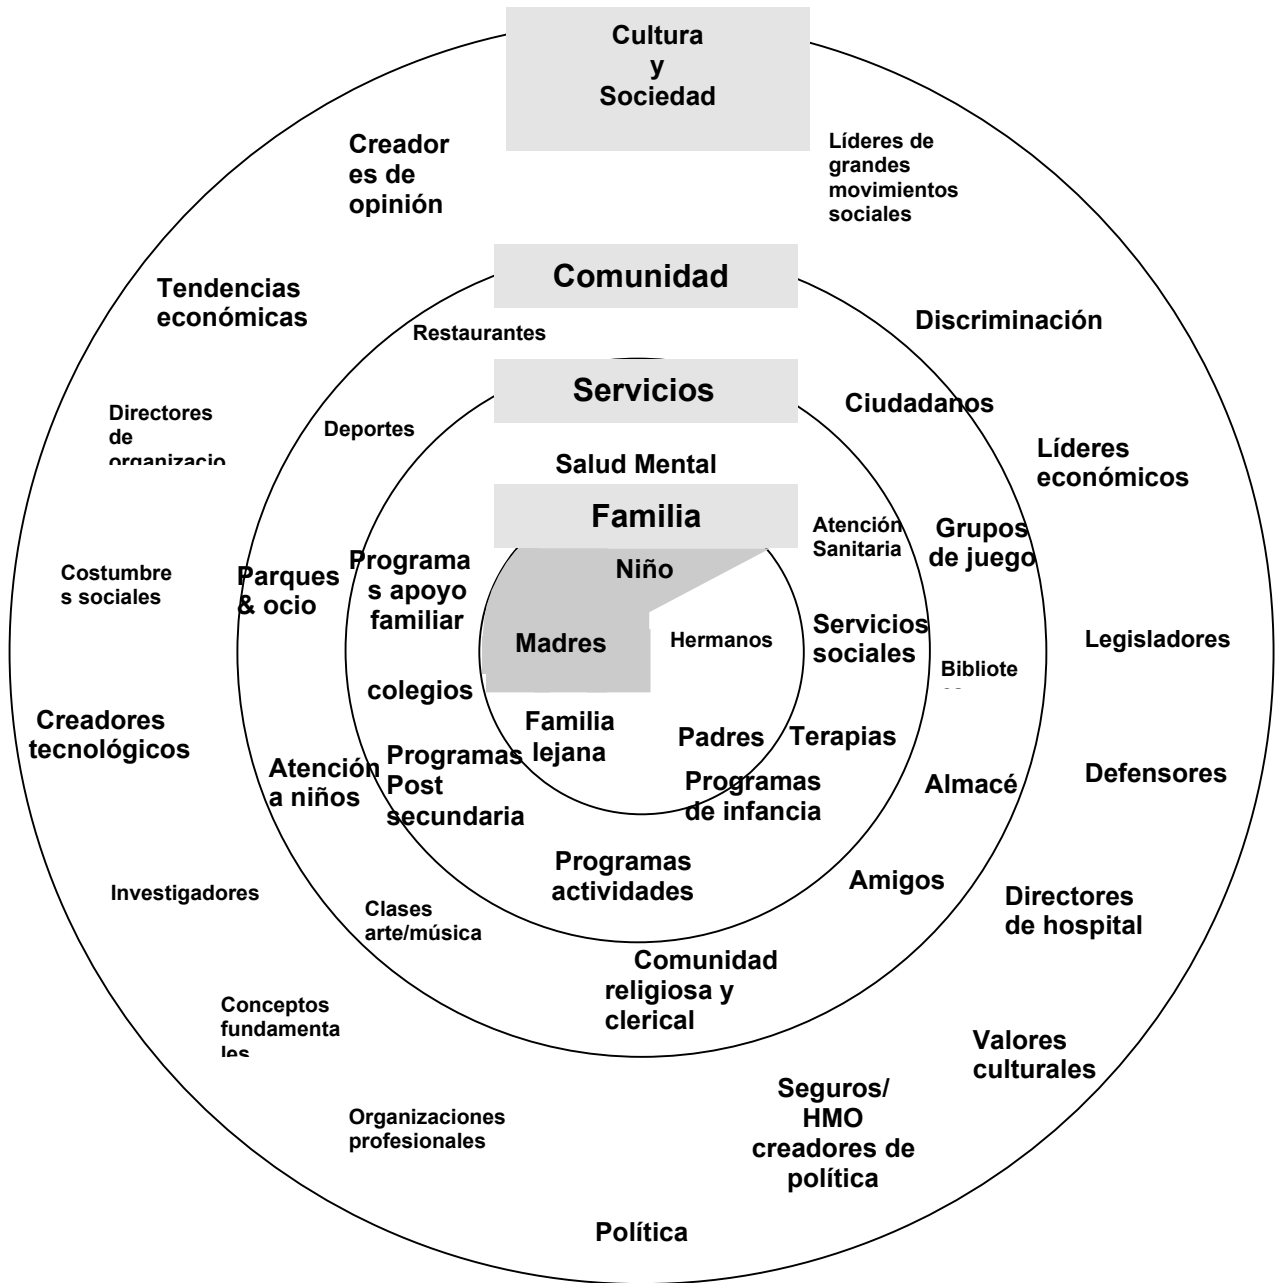 Cultura
y
Sociedad
Creador
es de
opinión
Líderes de
grandes
movimientos
sociales
Comunidad
Tendencias
económicas
Restaurantes
Discriminación
Servicios
Ciudadanos
Directores
de
organizacio
Deportes
Líderes
económicos
Salud Mental
Familia
Atención
Sanitaria
Grupos
de juego
Niño
Costumbre
s sociales
Parques
& ocio
Programa
s apoyo
familiar
Madres
Hermanos
Servicios
sociales
Legisladores
Bibliote
colegios
Creadores
tecnológicos
Familia
lejana
Padres
Terapias
Atención
a niños
Programas
Post
secundaria
Programas
de infancia
Almacé
Defensores
Programas
actividades
Amigos
Investigadores
Clases
arte/música
Directores
de hospital
Comunidad
religiosa y
clerical
Conceptos
fundamenta
les
Valores
culturales
Seguros/
HMO
creadores de
política
Organizaciones
profesionales
Política